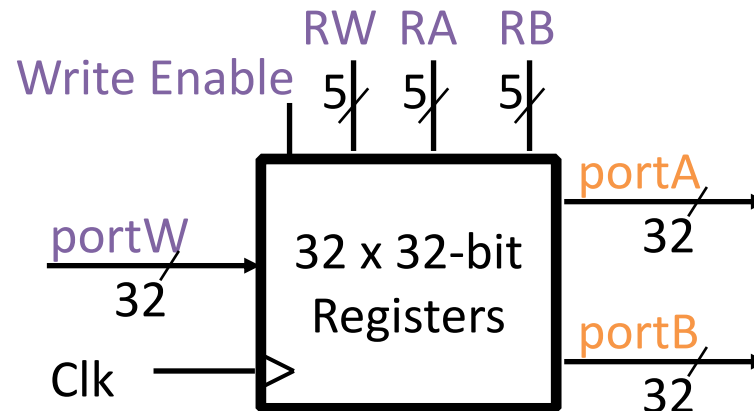 RW RA RB
Write Enable
5 5 5
portA
32
portW
32
32 x 32-bit
Registers
portB
32
Clk